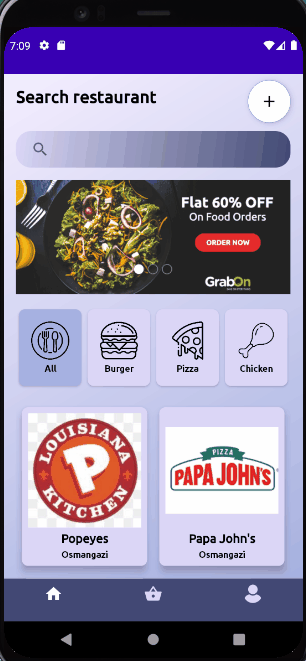 7:09
Search restaurant
+
Flat 60% OFF
On Food Orders
ORDER NOW
GrabOn
All
Burger
Pizza
Chicken
LOUISIANA
P
KITCHEN
PIZZA
PAPA JOHN'S
Popeyes
Osmangazi
Papa John's
Osmangazi